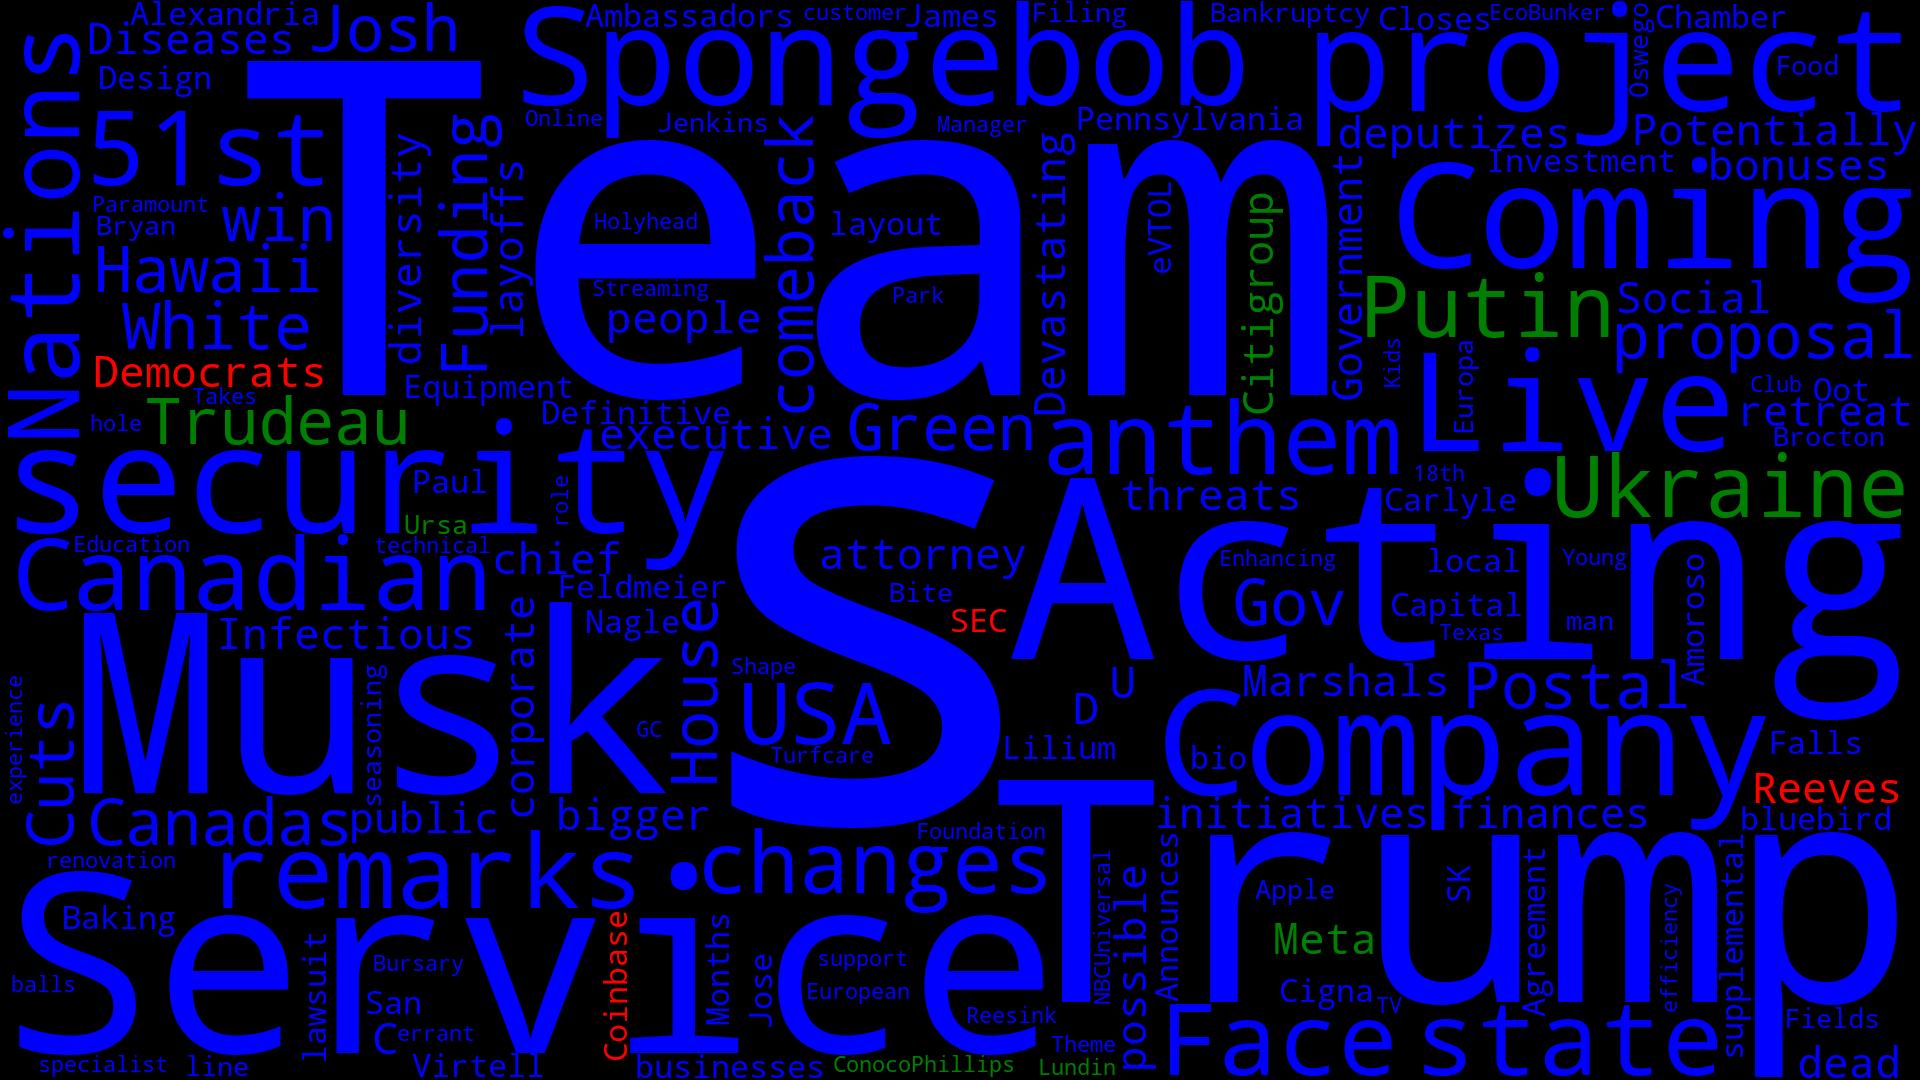 Alexandria
Josh
Ambassadors
customer
James
Filing
Bankruptcy
Closes
EcoBunker
Oswego
Chamber
Diseases
Spongebob
project
Design
Food
Nations
Team
51st
Online
Jenkins
Manager
Pennsylvania
deputizes
Potentially
diversity
Funding
layoffs
comeback
Devastating
Government
Investment
bonuses
Coming
Paramount
Bryan
win
Holyhead
layout
eVTOL
Citigroup
Hawaii
Streaming
Park
Putin
Social
White
people
proposal
Democrats
Equipment
Kids
Europa
Live
Club
Oot
Takes
hole
Trudeau
Definitive
executive
Green
anthem
retreat
Brocton
security
Paul
role
S
threats
18th
Carlyle
Ukraine
Ursa
Acting
Education
technical
chief
attorney
Enhancing
local
Young
Canadian
Feldmeier
Bite
Gov
Capital
Amoroso
Infectious
Nagle
SEC
Texas
man
Musk
corporate
House
Shape
D
U
Marshals
Postal
experience
Cuts
seasoning
GC
USA
Turfcare
Lilium
Company
bio
Falls
Reeves
Canadas
public
bigger
initiatives
finances
bluebird
renovation
remarks
changes
Foundation
Trump
Service
Baking
Coinbase
Months
Jose
NBCUniversal
possible
Announces
Apple
SK
Agreement
efficiency
supplemental
Meta
balls
lawsuit
Bursary
support
San
European
Cigna
TV
C
errant
Reesink
Face
state
Fields
specialist
line
Virtell
businesses
ConocoPhillips
Theme
Lundin
dead